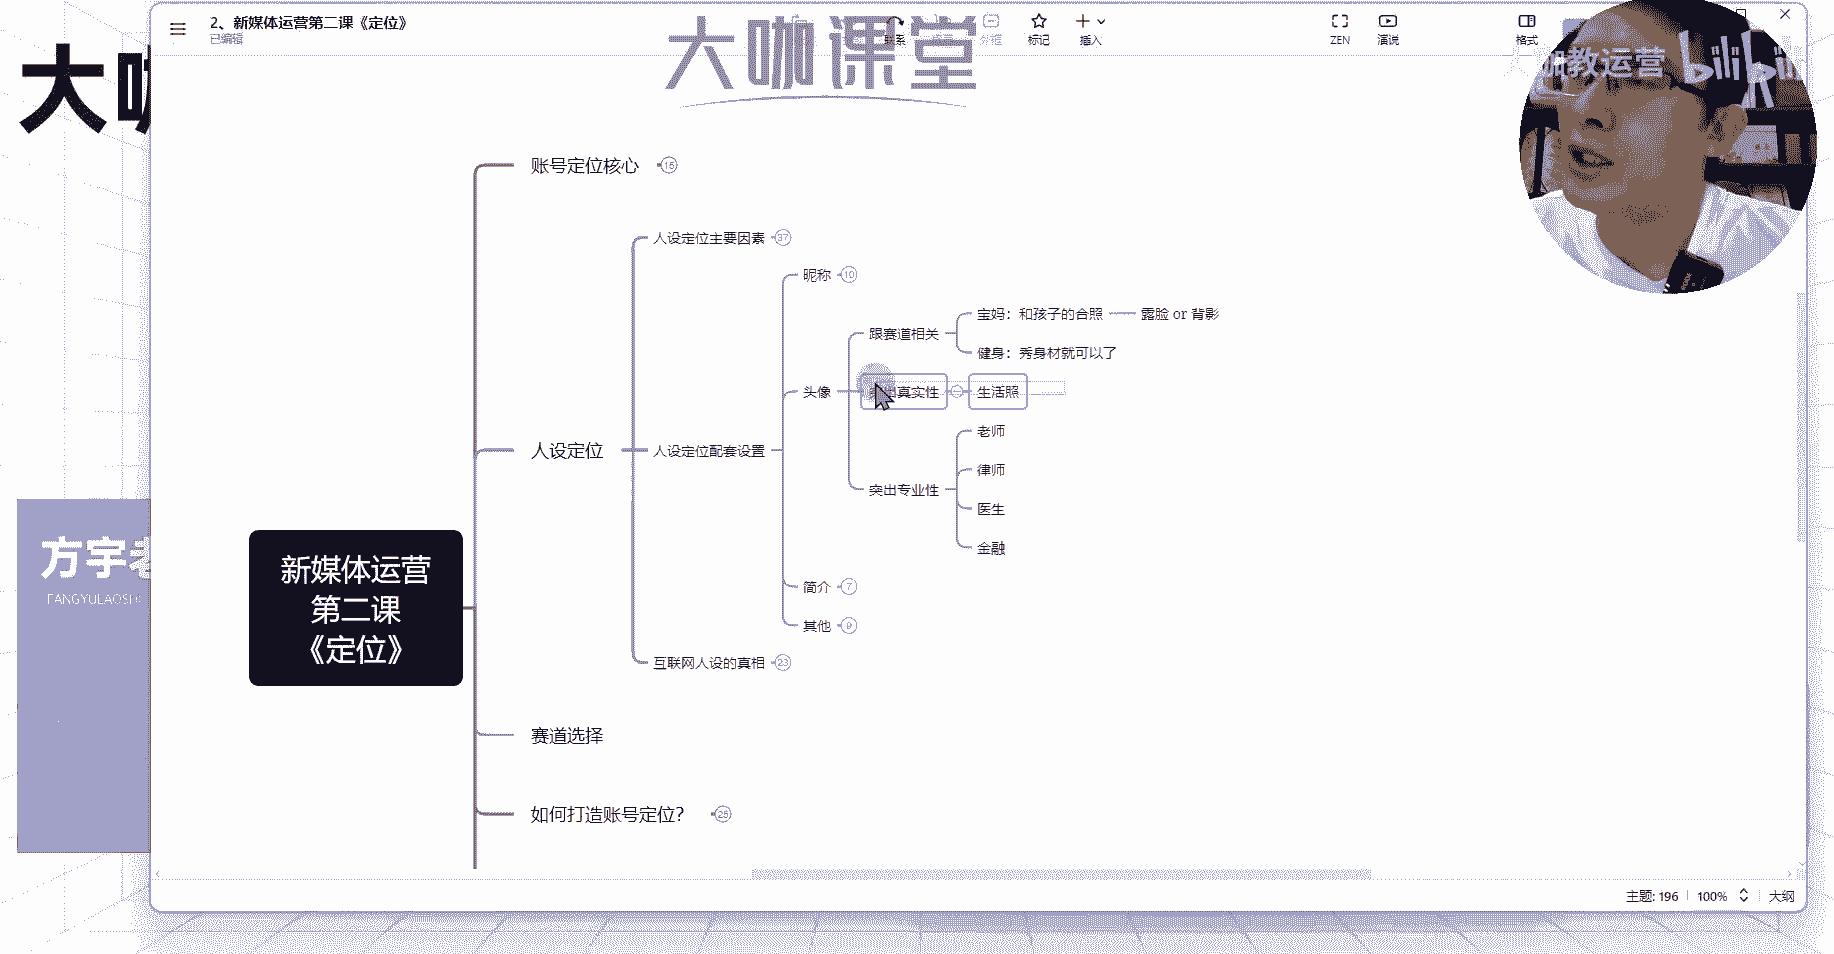 2、新媒体运营第二课《定位》
已编辑
联系
外框
标记
插入
ZEN
演说
格式
大咖课堂
大咖教运营 bilibili
账号定位核心 15
人设定位主要因素 37
昵称 10
宝妈：和孩子的合照 露脸 or 背影
跟赛道相关
健身：秀身材就可以了
头像
出真实性
生活照
老师
人设定位
人设定位配套设置
律师
突出专业性
医生
金融
方宇老
FANGYULAOSH
新媒体运营
第二课
《定位》
简介 7
其他 9
互联网人设的真相 23
赛道选择
如何打造账号定位？ 25
主题: 196
100%
大纲